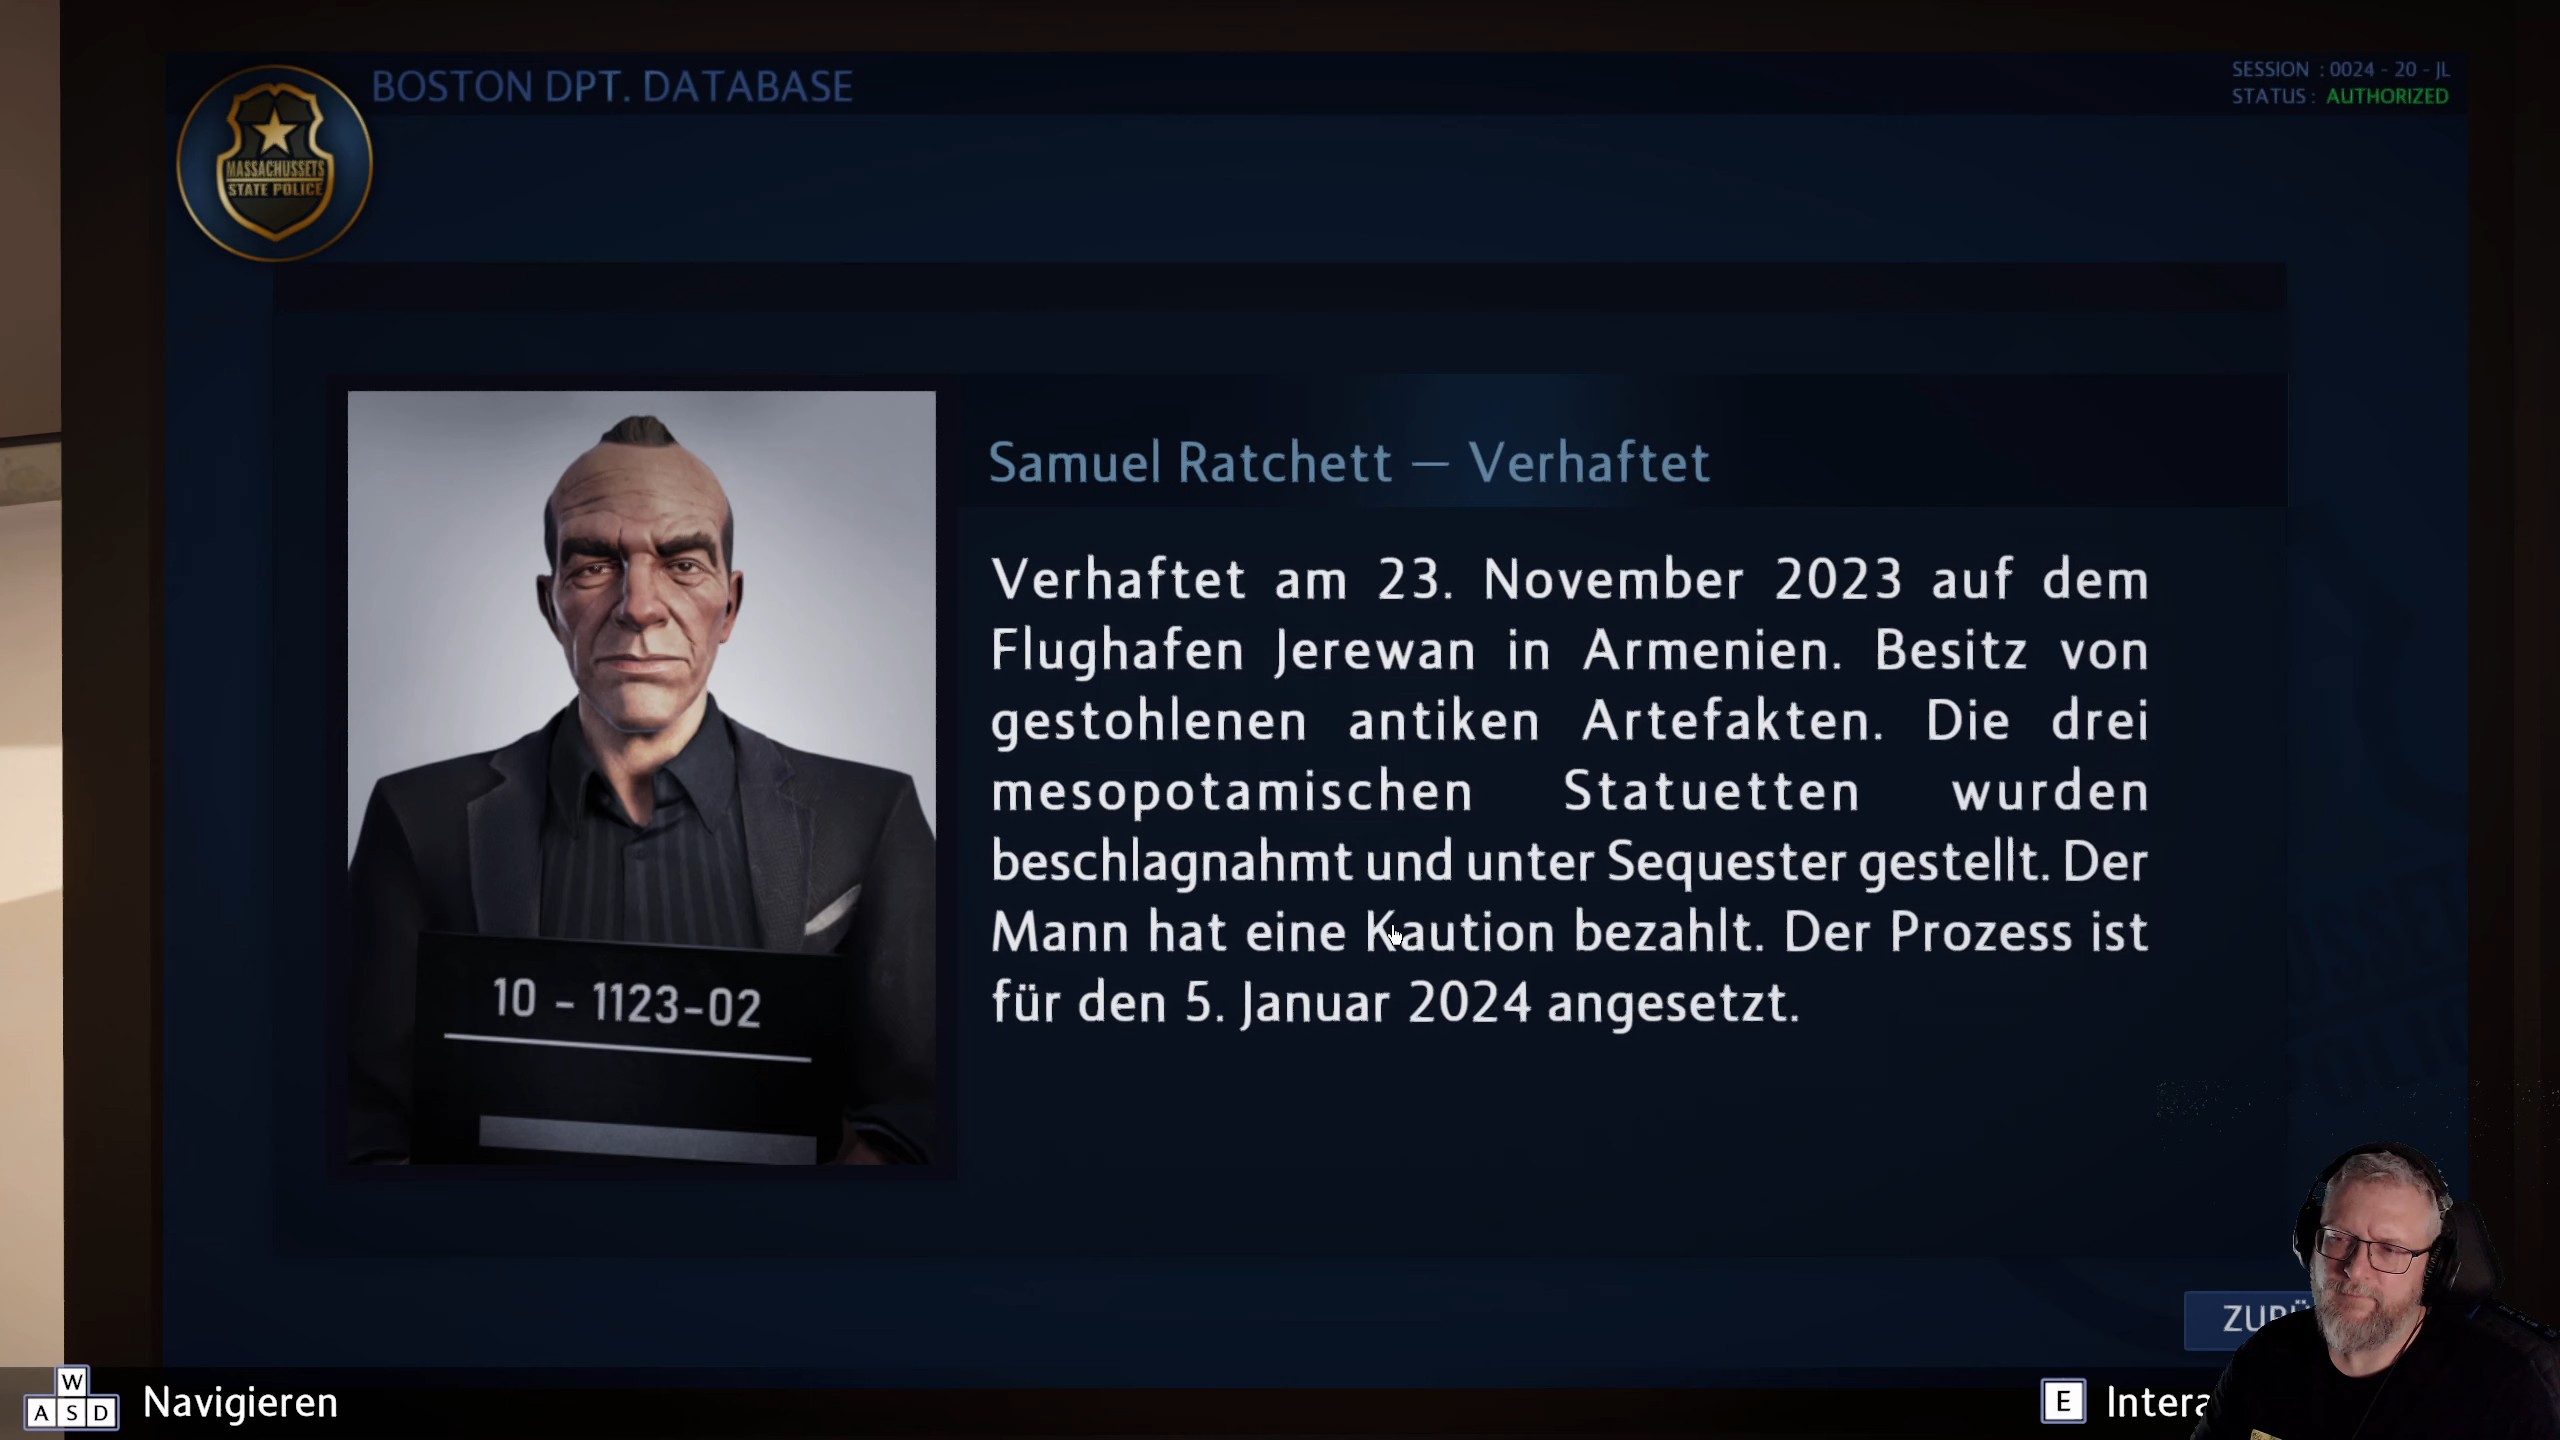 BOSTON DPT. DATABASE
SESSION : 0024 - 20 - JL
STATUS : AUTHORIZED
MASSACHUSSETS
STATE POLICE
Samuel Ratchett — Verhaftet
Verhaftet am 23. November 2023 auf dem
Flughafen Jerewan in Armenien. Besitz von
gestohlenen antiken Artefakten. Die drei
mesopotamischen Statuetten wurden
beschlagnahmt und unter Sequester gestellt. Der
Mann hat eine Kaution bezahlt. Der Prozess ist
für den 5. Januar 2024 angesetzt.
10 - 1123-02
W
A S D
Navigieren
E